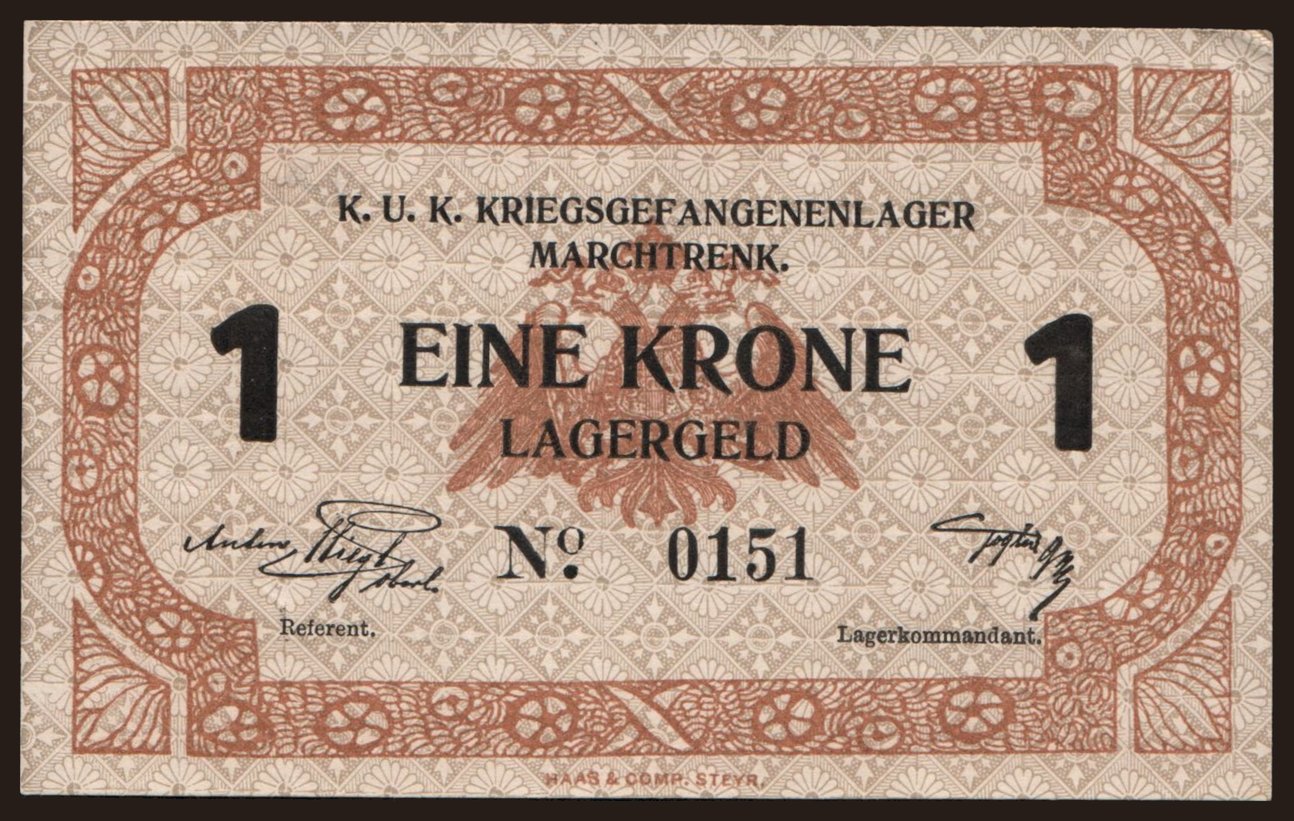 K. U. K. KRIEGSGEFANGENENLAGER
MARCHTRENK.
1 EINE KRONE 1
LAGERGELD
No. 0151
Referent.
Lagerkommandant.
HAAS & COMP. STEYR.